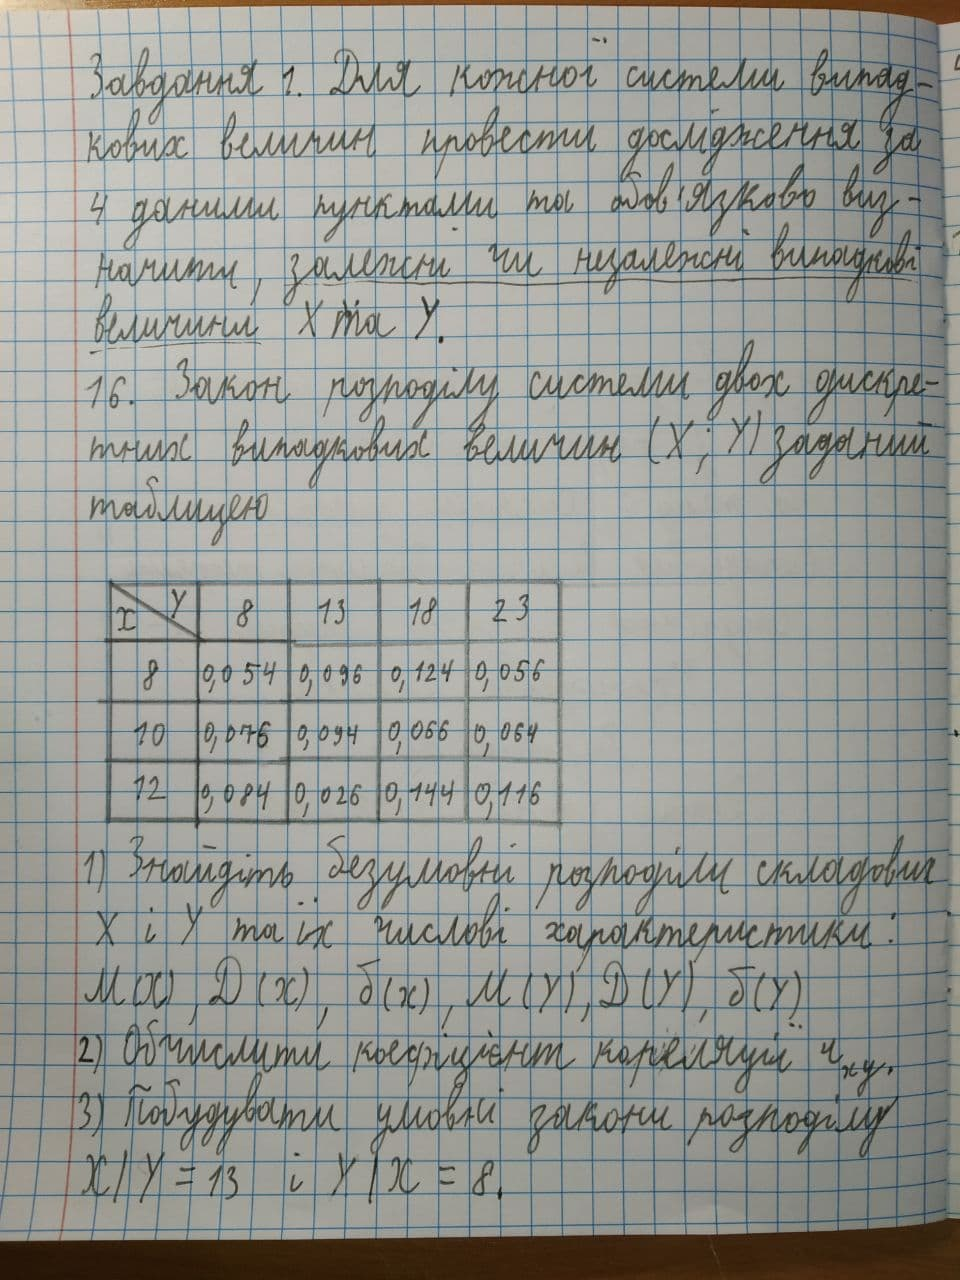 Завдання 1. Для кожної системи випад-
кових величин провести дослідження за
4 даними пунктами та обов'язково виз-
начити, залежні чи незалежні випадкові
величини X та Y.
16. Закон розподілу системи двох дискре-
тних випадкових величин (X; Y) заданий
таблицею
X Y 8 13 18 23
8 0,054 0,096 0,124 0,056
10 0,076 0,094 0,066 0,064
12 0,084 0,026 0,144 0,116
1) Знайдіть безумовні розподіли складових
X і Y та їх числові характеристики:
M(x), D(x), б(x), M(Y), D(Y), б(Y)
2) Обчислити коефіцієнт кореляції r xy.
3) Побудувати умовні закони розподілу
X/Y = 13 і Y/X = 8.